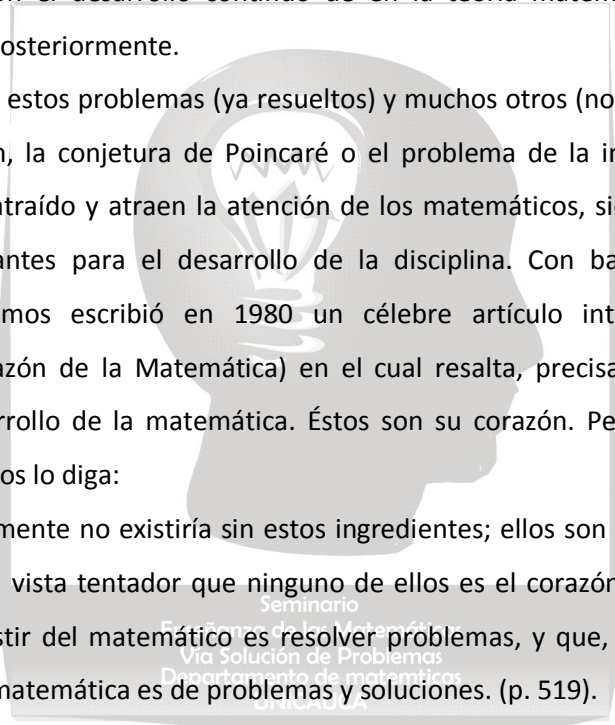 on el desarrollo continuo de en la teoría matem
osteriormente.
estos problemas (ya resueltos) y muchos otros (no
n, la conjetura de Poincaré o el problema de la in
traído y atraen la atención de los matemáticos, si
antes para el desarrollo de la disciplina. Con ba
mos escribió en 1980 un célebre artículo int
azón de la Matemática) en el cual resalta, precisa
rrollo de la matemática. Éstos son su corazón. Pe
os lo diga:
mente no existiría sin estos ingredientes; ellos son
vista tentador que ninguno de ellos es el corazón
Seminario
stir del matemático es resolver problemas, y que,
Enseñanza de las Matemáticas
Vía Solución de Problemas
Departamento de matemticas
matemática es de problemas y soluciones. (p. 519).
UNICAUCA